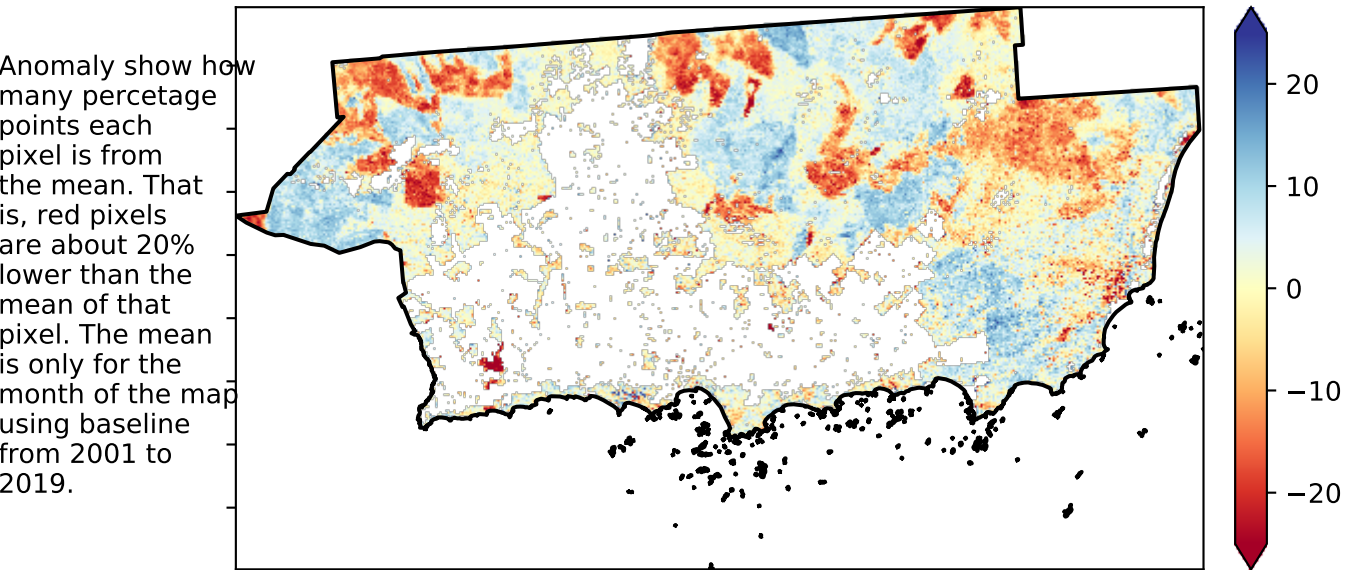 Anomaly show how
many percetage
points each
pixel is from
the mean. That
is, red pixels
are about 20%
lower than the
mean of that
pixel. The mean
is only for the
month of the map
using baseline
from 2001 to
2019.
20
10
0
−10
−20